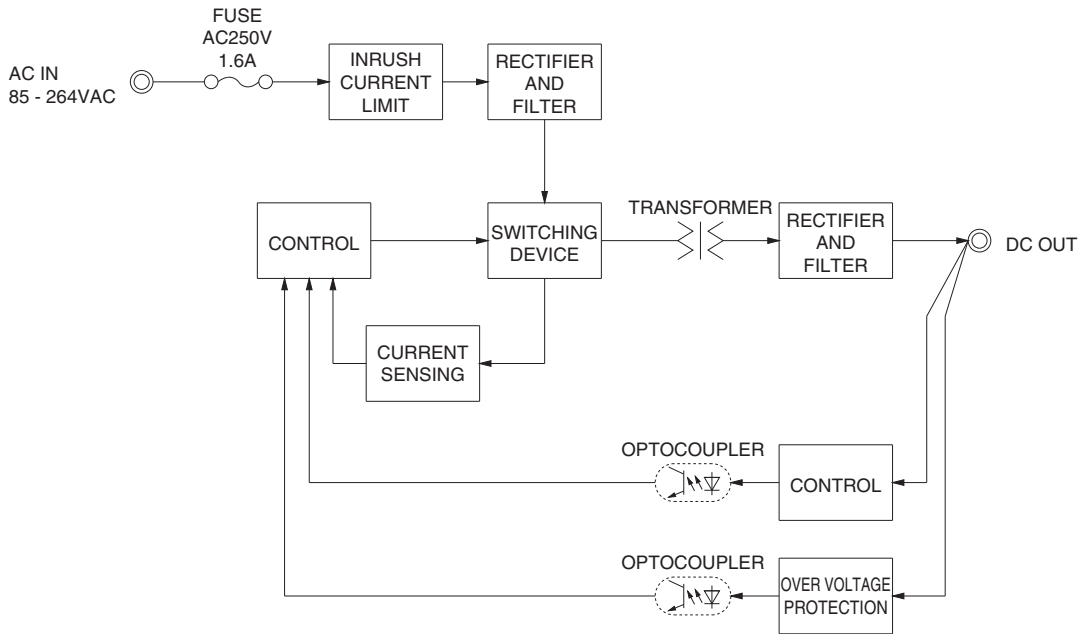 FUSE
AC250V
1.6A
AC IN
85 - 264VAC
INRUSH
CURRENT
LIMIT
RECTIFIER
AND
FILTER
CONTROL
SWITCHING
DEVICE
TRANSFORMER
RECTIFIER
AND
FILTER
DC OUT
CURRENT
SENSING
OPTOCOUPLER
CONTROL
OPTOCOUPLER
OVER VOLTAGE
PROTECTION